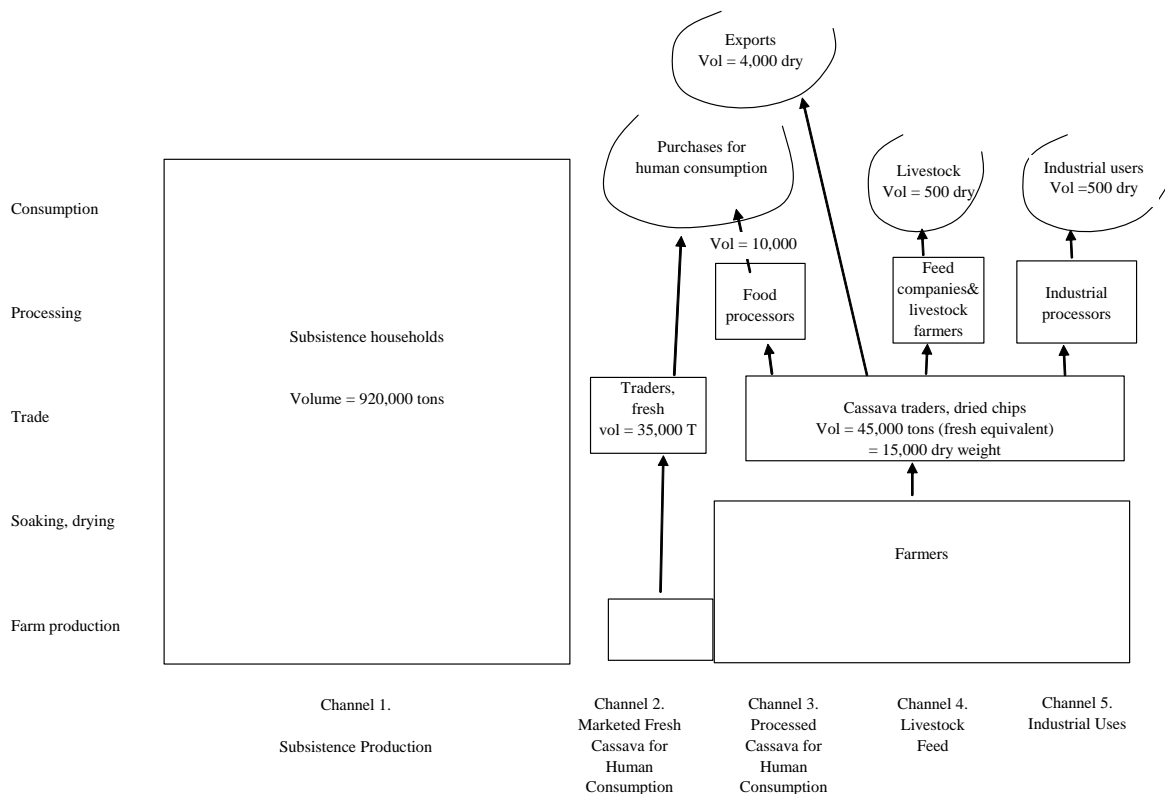 Exports
Vol = 4,000 dry
Purchases for
human consumption
Livestock
Vol = 500 dry
Industrial users
Vol =500 dry
Consumption
Vol = 10,000
Processing
Food
processors
Feed
companies&
livestock
farmers
Industrial
processors
Subsistence households
Volume = 920,000 tons
Trade
Traders,
fresh
vol = 35,000 T
Cassava traders, dried chips
Vol = 45,000 tons (fresh equivalent)
= 15,000 dry weight
Soaking, drying
Farmers
Farm production
Channel 1.
Subsistence Production
Channel 2.
Marketed Fresh
Cassava for
Human
Consumption
Channel 3.
Processed
Cassava for
Human
Consumption
Channel 4.
Livestock
Feed
Channel 5.
Industrial Uses